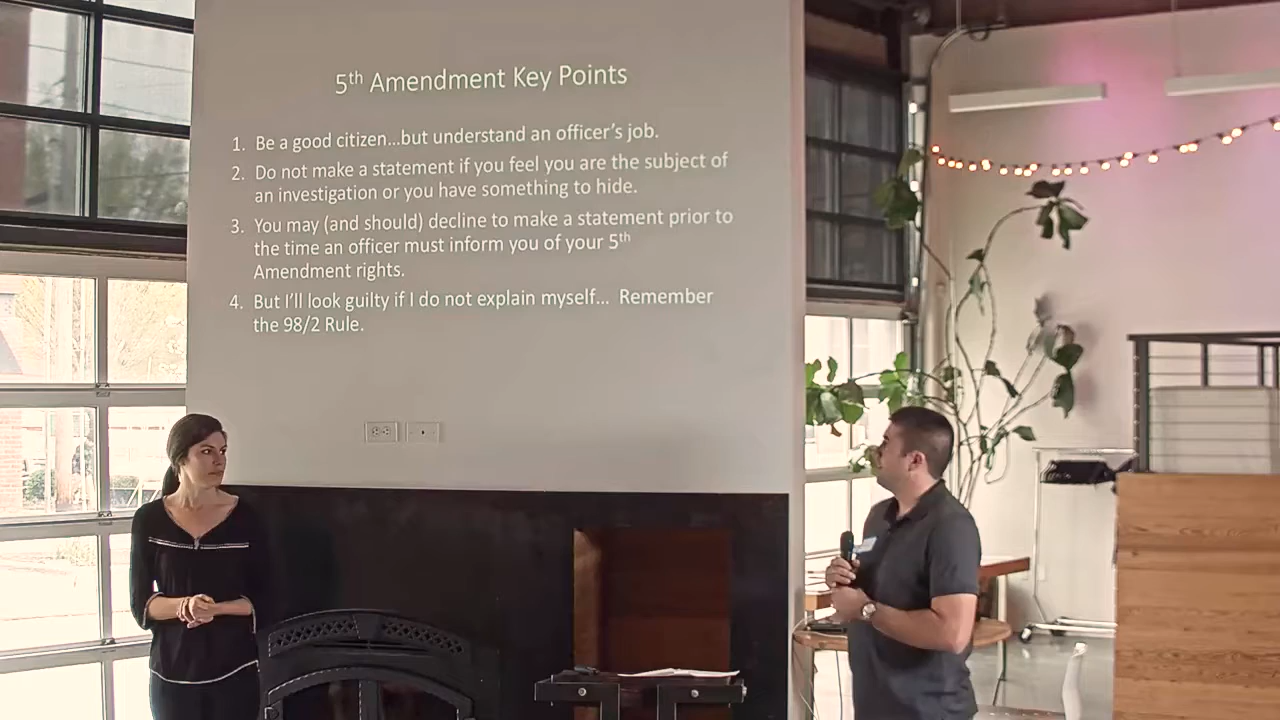 5th Amendment Key Points
1. Be a good citizen...but understand an officer's job.
2. Do not make a statement if you feel you are the subject of
an investigation or you have something to hide.
3. You may (and should) decline to make a statement prior to
the time an officer must inform you of your 5th
Amendment rights.
4. But I'll look guilty if I do not explain myself... Remember
the 98/2 Rule.